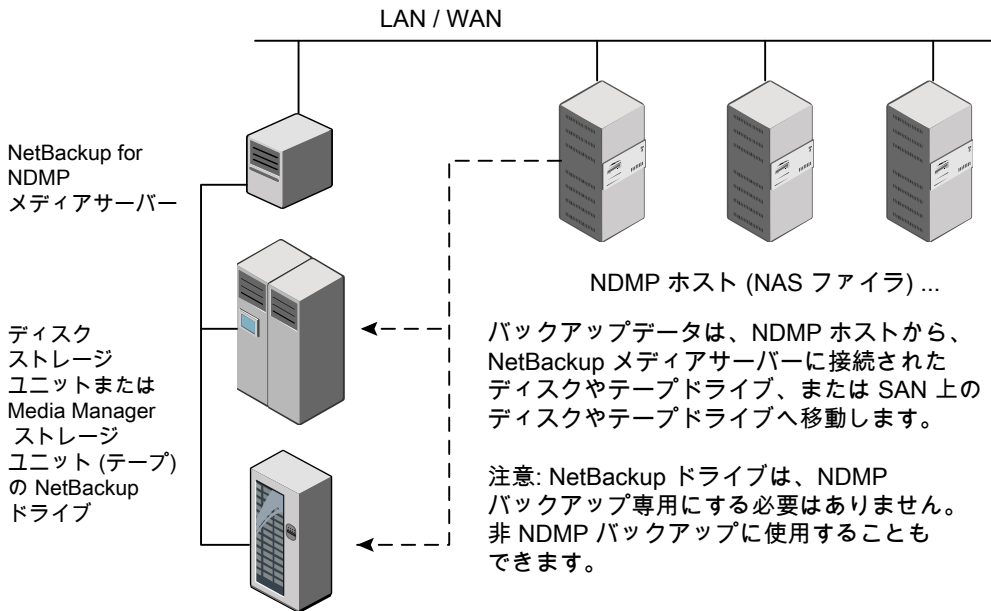 LAN / WAN
NetBackup for
NDMP
メディアサーバー
NDMP ホスト (NAS ファイラ) ...
ディスク
ストレージ
ユニットまたは
Media Manager
ストレージ
ユニット (テープ)
の NetBackup
ドライブ
バックアップデータは、NDMP ホストから、
NetBackup メディアサーバーに接続された
ディスクやテープドライブ、または SAN 上の
ディスクやテープドライブへ移動します。
注意: NetBackup ドライブは、NDMP
バックアップ専用にする必要はありません。
非 NDMP バックアップに使用することも
できます。